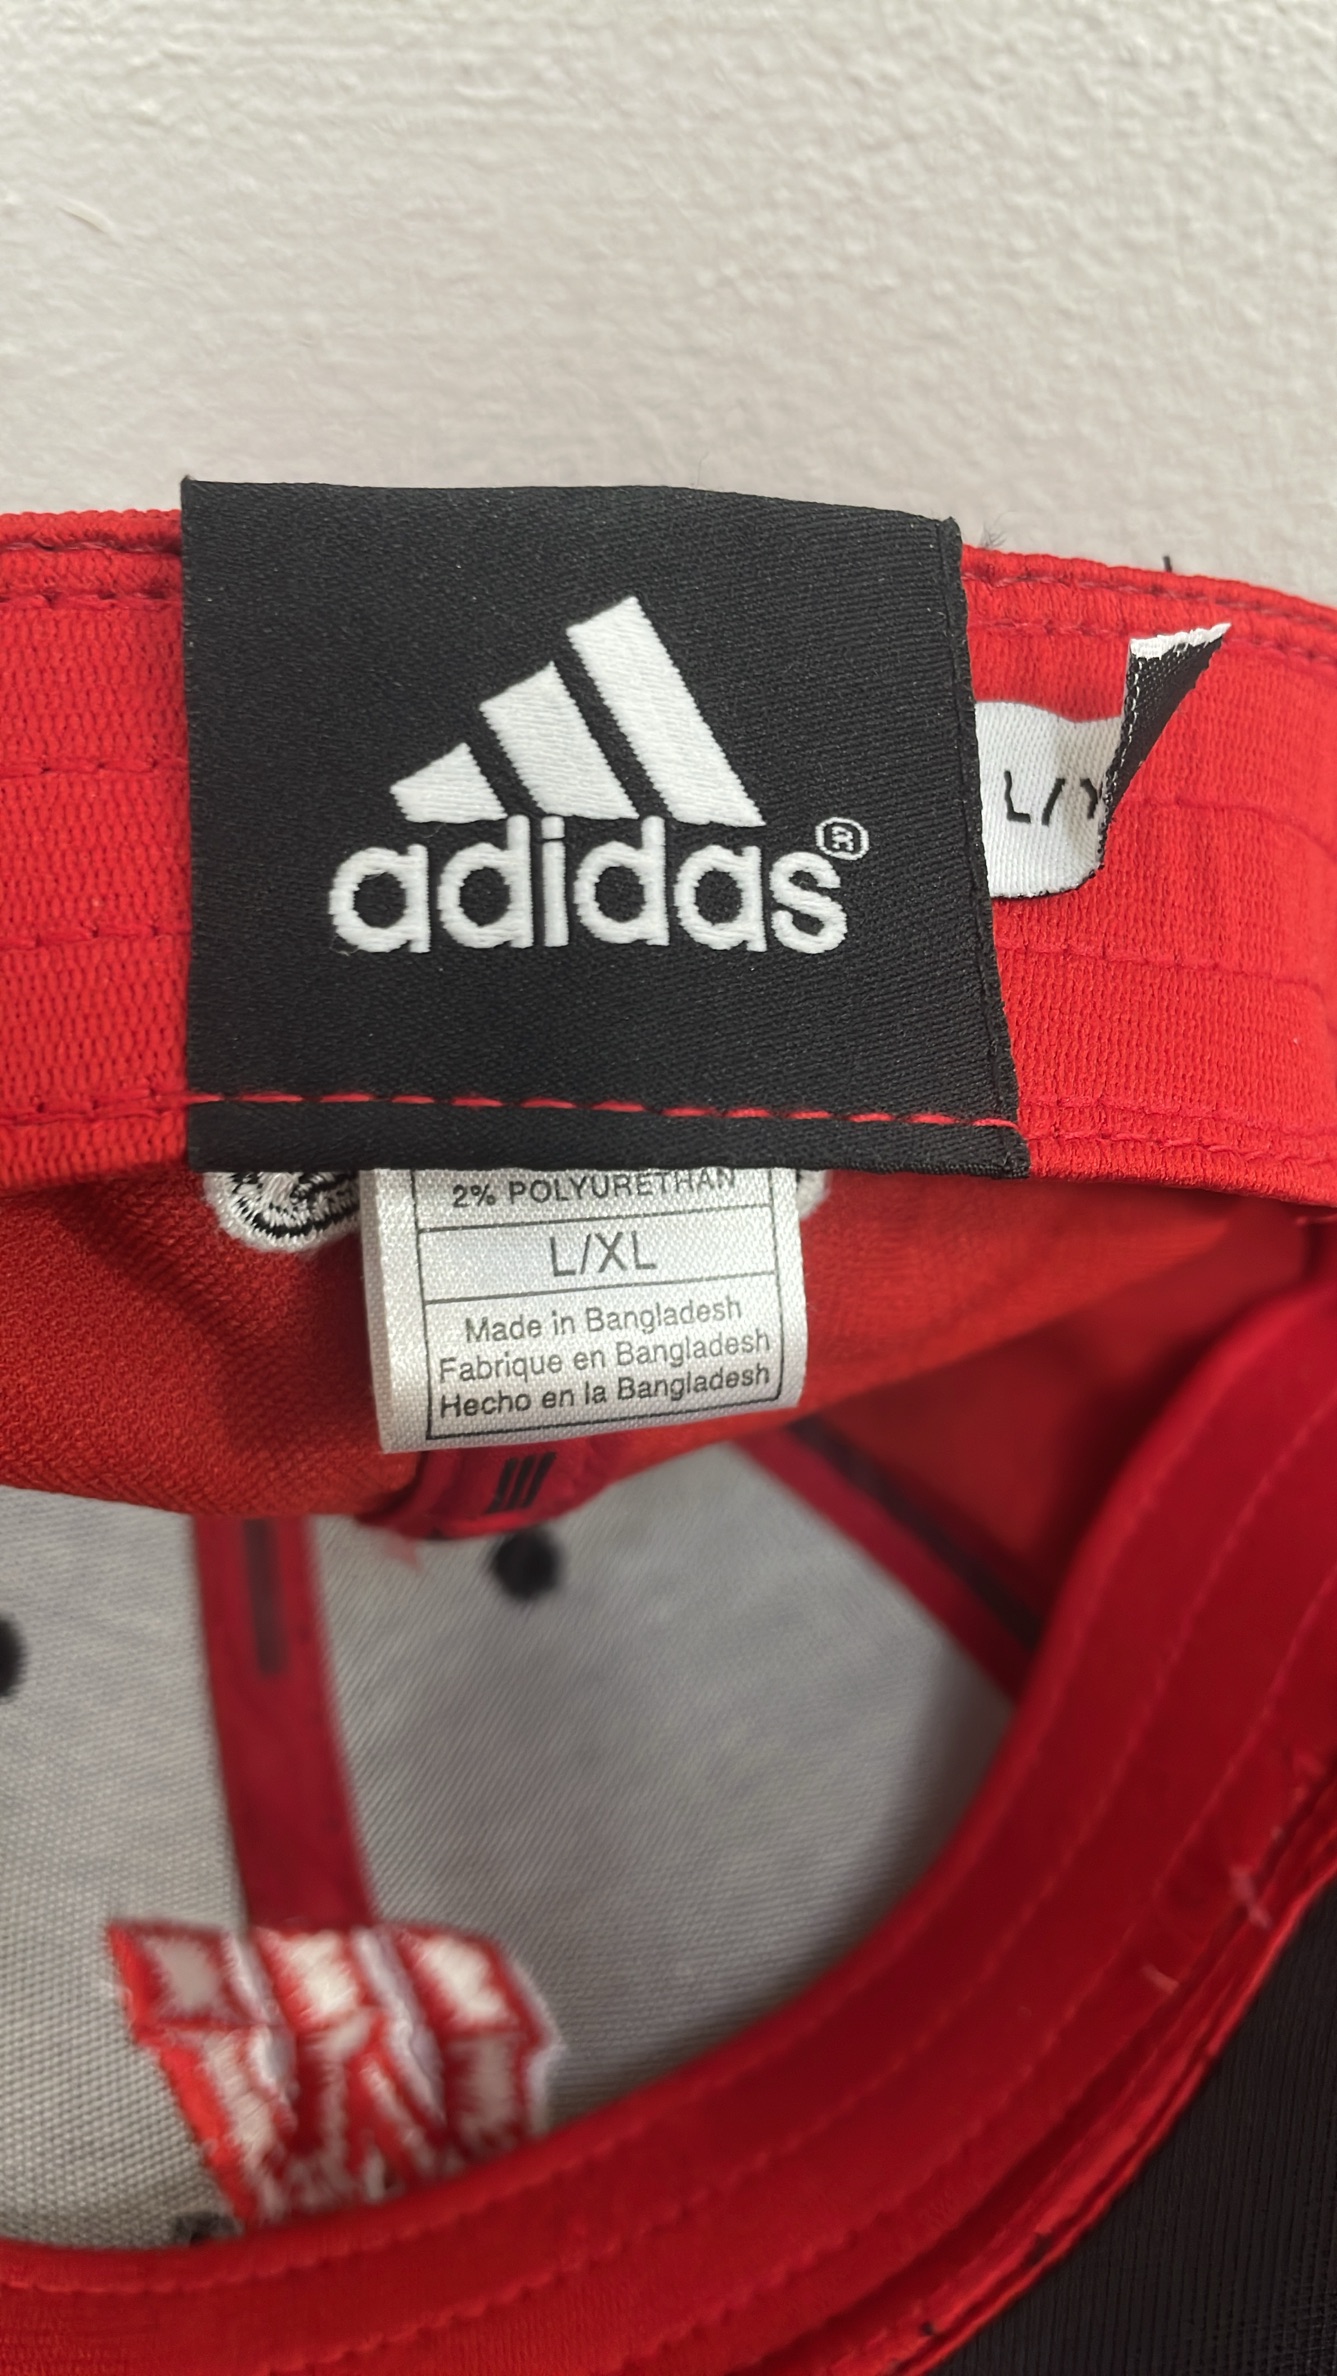 adidas®
L/X
2% POLYURETHAN
L/XL
Made in Bangladesh
Fabrique en Bangladesh
Hecho en la Bangladesh